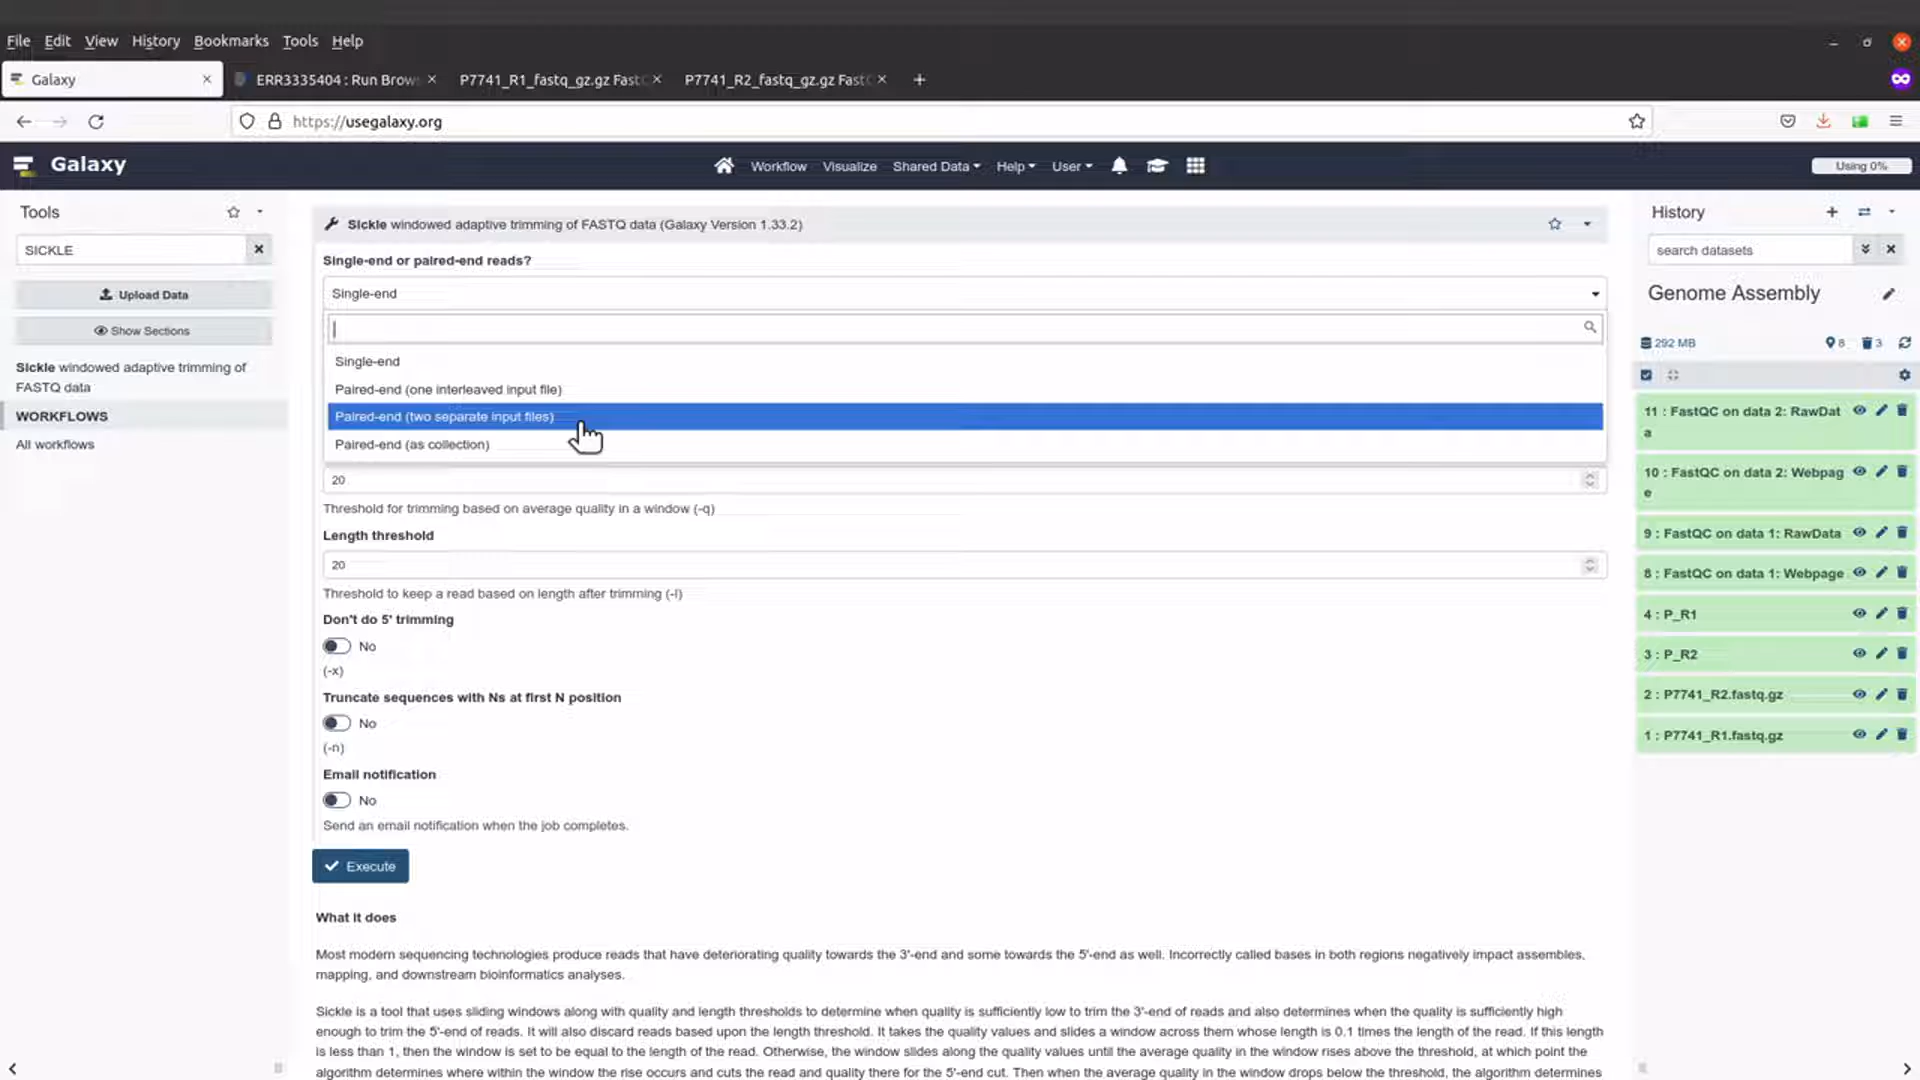 File Edit View History Bookmarks Tools Help
Galaxy
ERR3335404 : Run Brow
P7741_R1_fastq_gz.gz Fast
P7741_R2_fastq_gz.gz Fast
https://usegalaxy.org
Galaxy
Workflow Visualize Shared Data Help User
Using 0%
Tools
SICKLE
Upload Data
Show Sections
Sickle windowed adaptive trimming of
FASTQ data
WORKFLOWS
All workflows
Sickle windowed adaptive trimming of FASTQ data (Galaxy Version 1.33.2)
Single-end or paired-end reads?
Single-end
Single-end
Paired-end (one interleaved input file)
Paired-end (two separate input files)
Paired-end (as collection)
20
Threshold for trimming based on average quality in a window (-q)
Length threshold
20
Threshold to keep a read based on length after trimming (-l)
Don't do 5' trimming
No
(-x)
Truncate sequences with Ns at first N position
No
(-n)
Email notification
No
Send an email notification when the job completes.
Execute
What it does
Most modern sequencing technologies produce reads that have deteriorating quality towards the 3'-end and some towards the 5'-end as well. Incorrectly called bases in both regions negatively impact assembles,
mapping, and downstream bioinformatics analyses.
Sickle is a tool that uses sliding windows along with quality and length thresholds to determine when quality is sufficiently low to trim the 3'-end of reads and also determines when the quality is sufficiently high
enough to trim the 5'-end of reads. It will also discard reads based upon the length threshold. It takes the quality values and slides a window across them whose length is 0.1 times the length of the read. If this length
is less than 1, then the window is set to be equal to the length of the read. Otherwise, the window slides along the quality values until the average quality in the window rises above the threshold, at which point the
algorithm determines where within the window the rise occurs and cuts the read and quality there for the 5'-end cut. Then when the average quality in the window drops below the threshold, the algorithm determines
History
search datasets
Genome Assembly
292 MB
8
3
11 : FastQC on data 2: RawDat
a
10 : FastQC on data 2: Webpag
e
9 : FastQC on data 1: RawData
8 : FastQC on data 1: Webpage
4 : P_R1
3 : P_R2
2 : P7741_R2.fastq.gz
1 : P7741_R1.fastq.gz